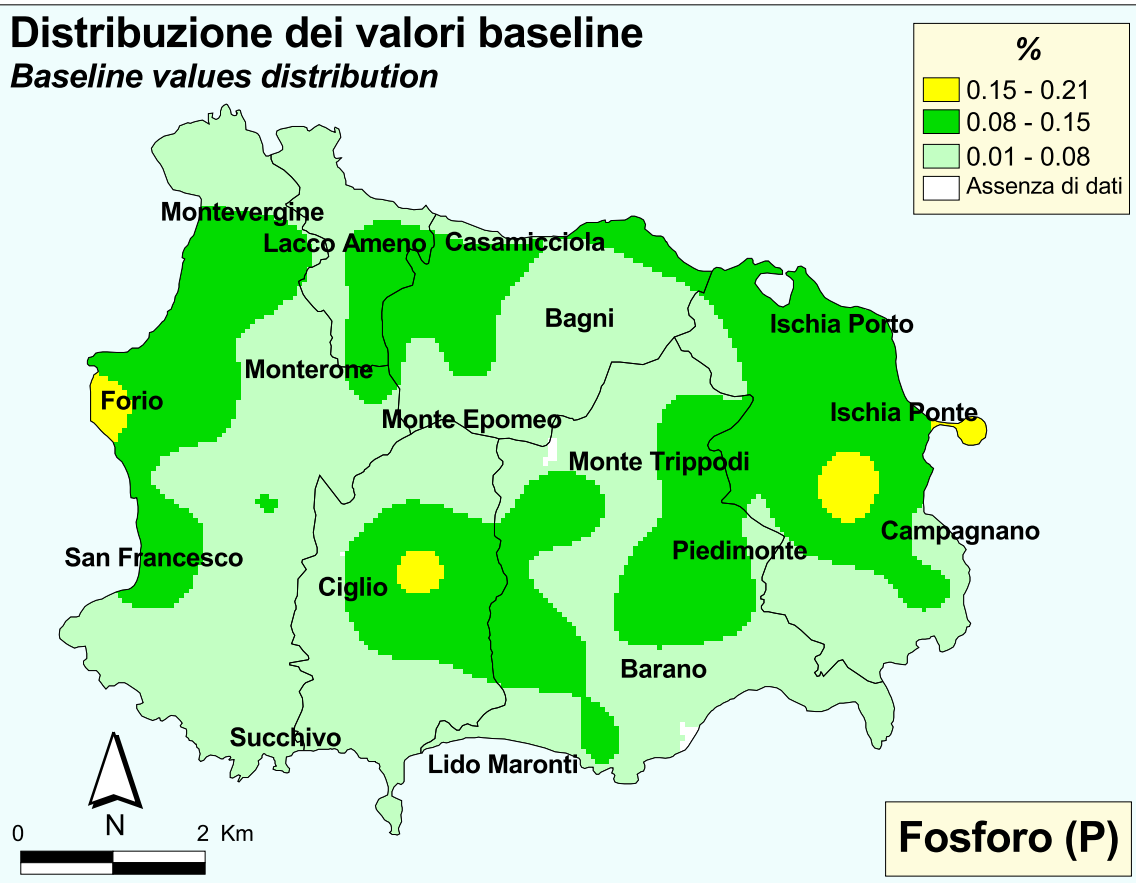 Distribuzione dei valori baseline
Baseline values distribution
%
0.15 - 0.21
0.08 - 0.15
0.01 - 0.08
Assenza di dati
Montevergine
Lacco Ameno
Casamicciola
Bagni
Ischia Porto
Monterone
Forio
Ischia Ponte
Monte Epomeo
Monte Trippodi
Campagnano
San Francesco
Piedimonte
Ciglio
Barano
Succhivo
Lido Maronti
N
0 2 Km
Fosforo (P)